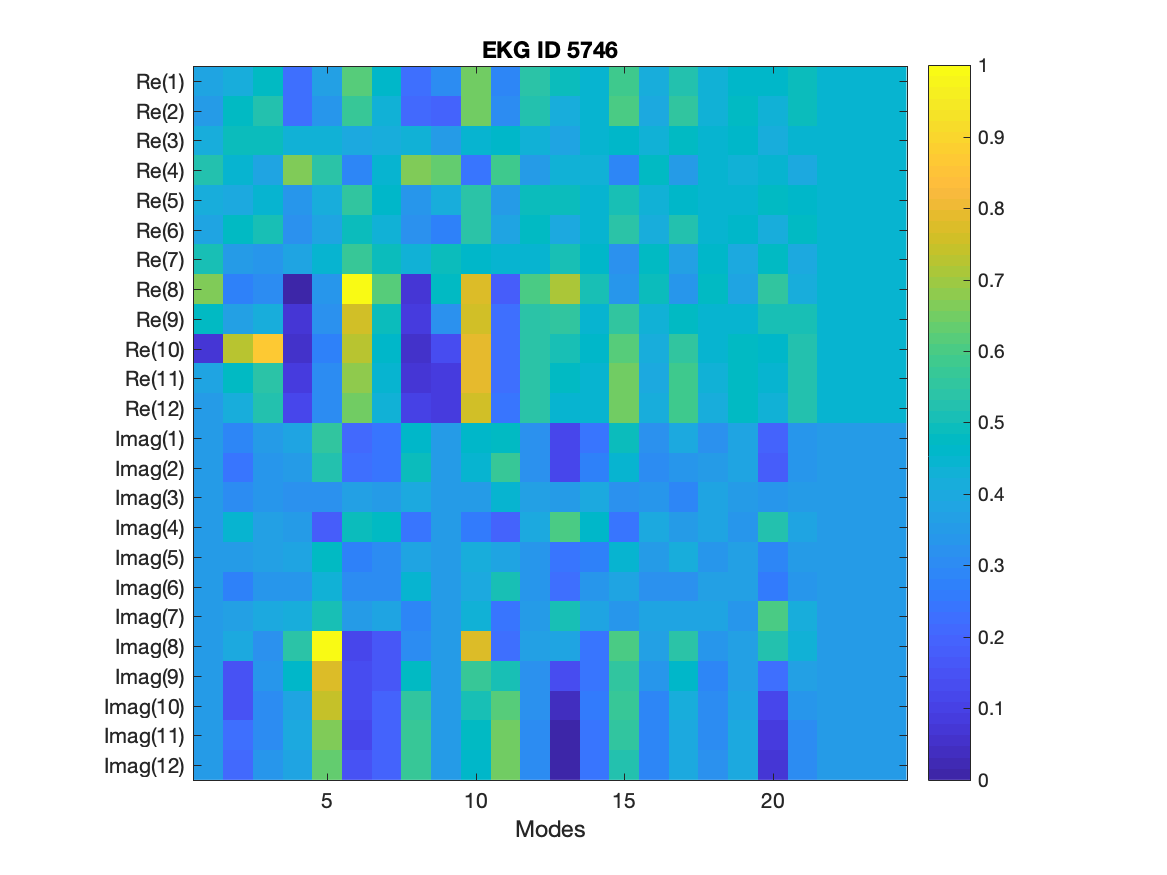 EKG ID 5746
Re(1)
Re(2)
Re(3)
Re(4)
Re(5)
Re(6)
Re(7)
Re(8)
Re(9)
Re(10)
Re(11)
Re(12)
Imag(1)
Imag(2)
Imag(3)
Imag(4)
Imag(5)
Imag(6)
Imag(7)
Imag(8)
Imag(9)
Imag(10)
Imag(11)
Imag(12)
5 10 15 20
Modes
1
0.9
0.8
0.7
0.6
0.5
0.4
0.3
0.2
0.1
0